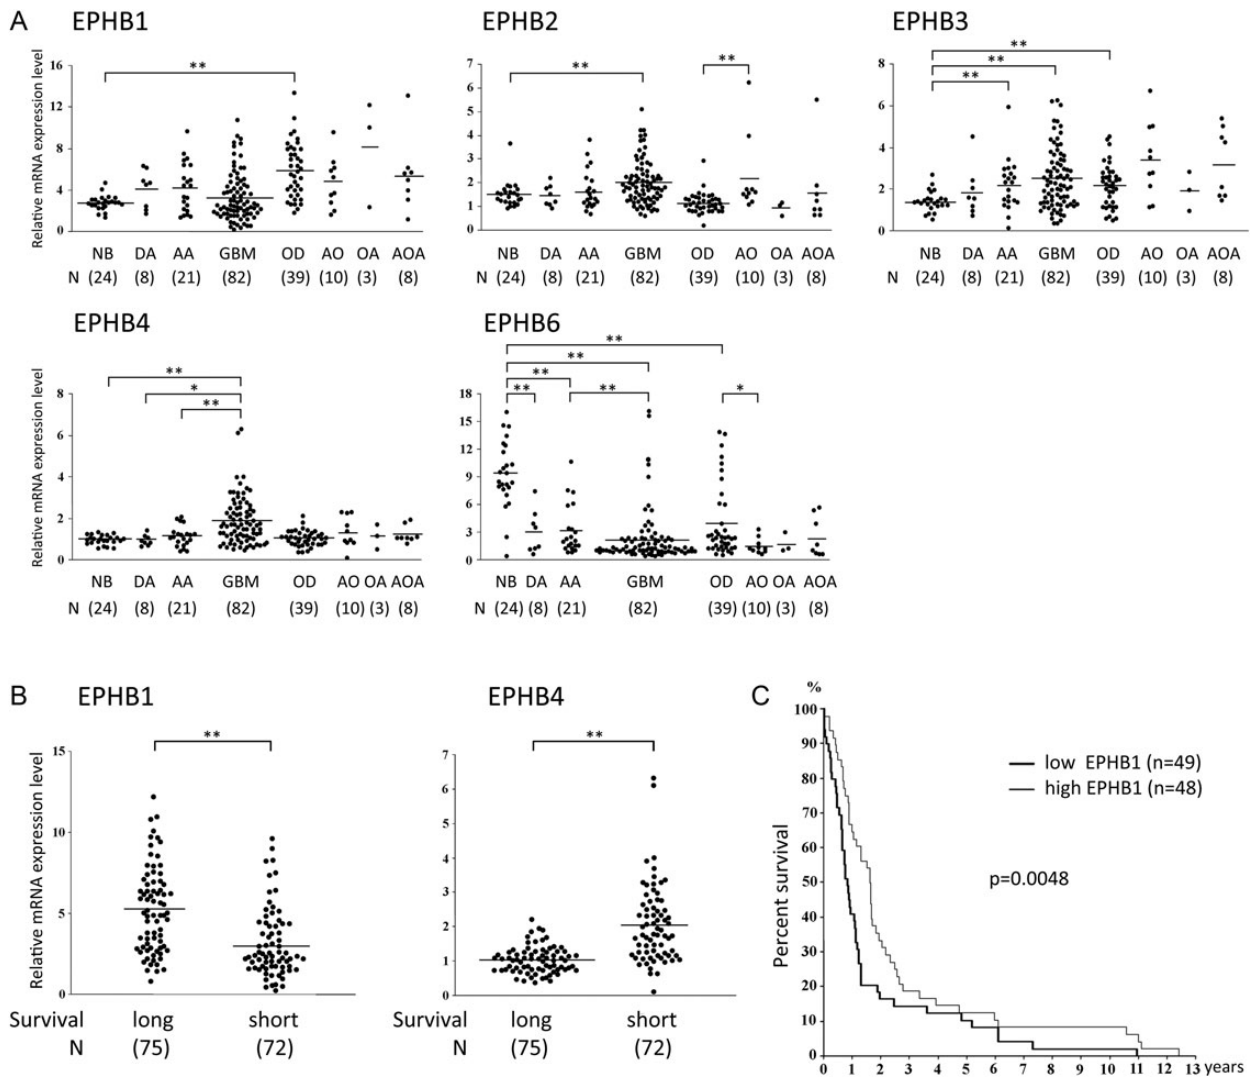 A EPHB1 EPHB2 EPHB3
Relative mRNA expression level
16
12
8
4
0
**
NB DA AA GBM OD AO OA AOA
N (24) (8) (21) (82) (39) (10) (3) (8)
7
6
5
4
3
2
1
0
** **
NB DA AA GBM OD AO OA AOA
N (24) (8) (21) (82) (39) (10) (3) (8)
8
6
4
2
0
**
**
**
NB DA AA GBM OD AO OA AOA
N (24) (8) (21) (82) (39) (10) (3) (8)
EPHB4 EPHB6
Relative mRNA expression level
8
6
4
2
0
**
*
**
NB DA AA GBM OD AO OA AOA
N (24) (8) (21) (82) (39) (10) (3) (8)
18
15
12
9
6
3
0
**
**
**
** ** *
NB DA AA GBM OD AO OA AOA
N (24) (8) (21) (82) (39) (10) (3) (8)
B EPHB1 EPHB4
Relative mRNA expression level
15
10
5
0
**
Survival long short
N (75) (72)
7
6
5
4
3
2
1
0
**
Survival long short
N (75) (72)
C
%
Percent survival
100
90
80
70
60
50
40
30
20
10
0
low EPHB1 (n=49)
high EPHB1 (n=48)
p=0.0048
0 1 2 3 4 5 6 7 8 9 10 11 12 13 years